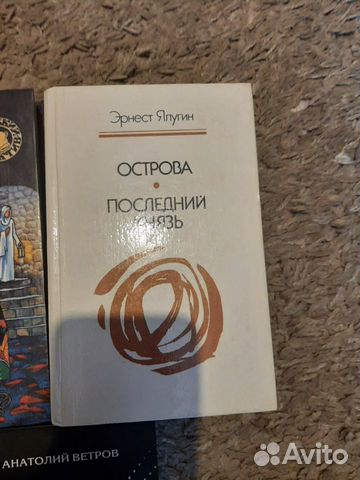 Эрнест Ялугин
ОСТРОВА
•
ПОСЛЕДНИЙ
КНЯЗЬ
АНАТОЛИЙ ВЕТРОВ
Avito